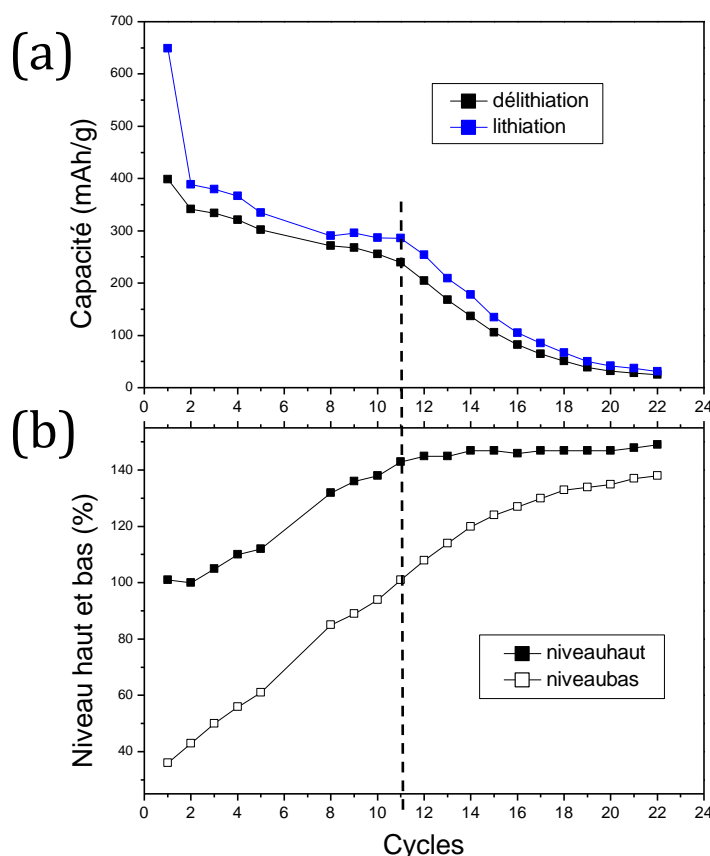 (a)
Capacité (mAh/g)
700
600
500
400
300
200
100
0
délithiation
lithiation
0 2 4 6 8 10 12 14 16 18 20 22 24
(b)
Niveau haut et bas (%)
140
120
100
80
60
40
niveauhaut
niveaubas
0 2 4 6 8 10 12 14 16 18 20 22 24
Cycles